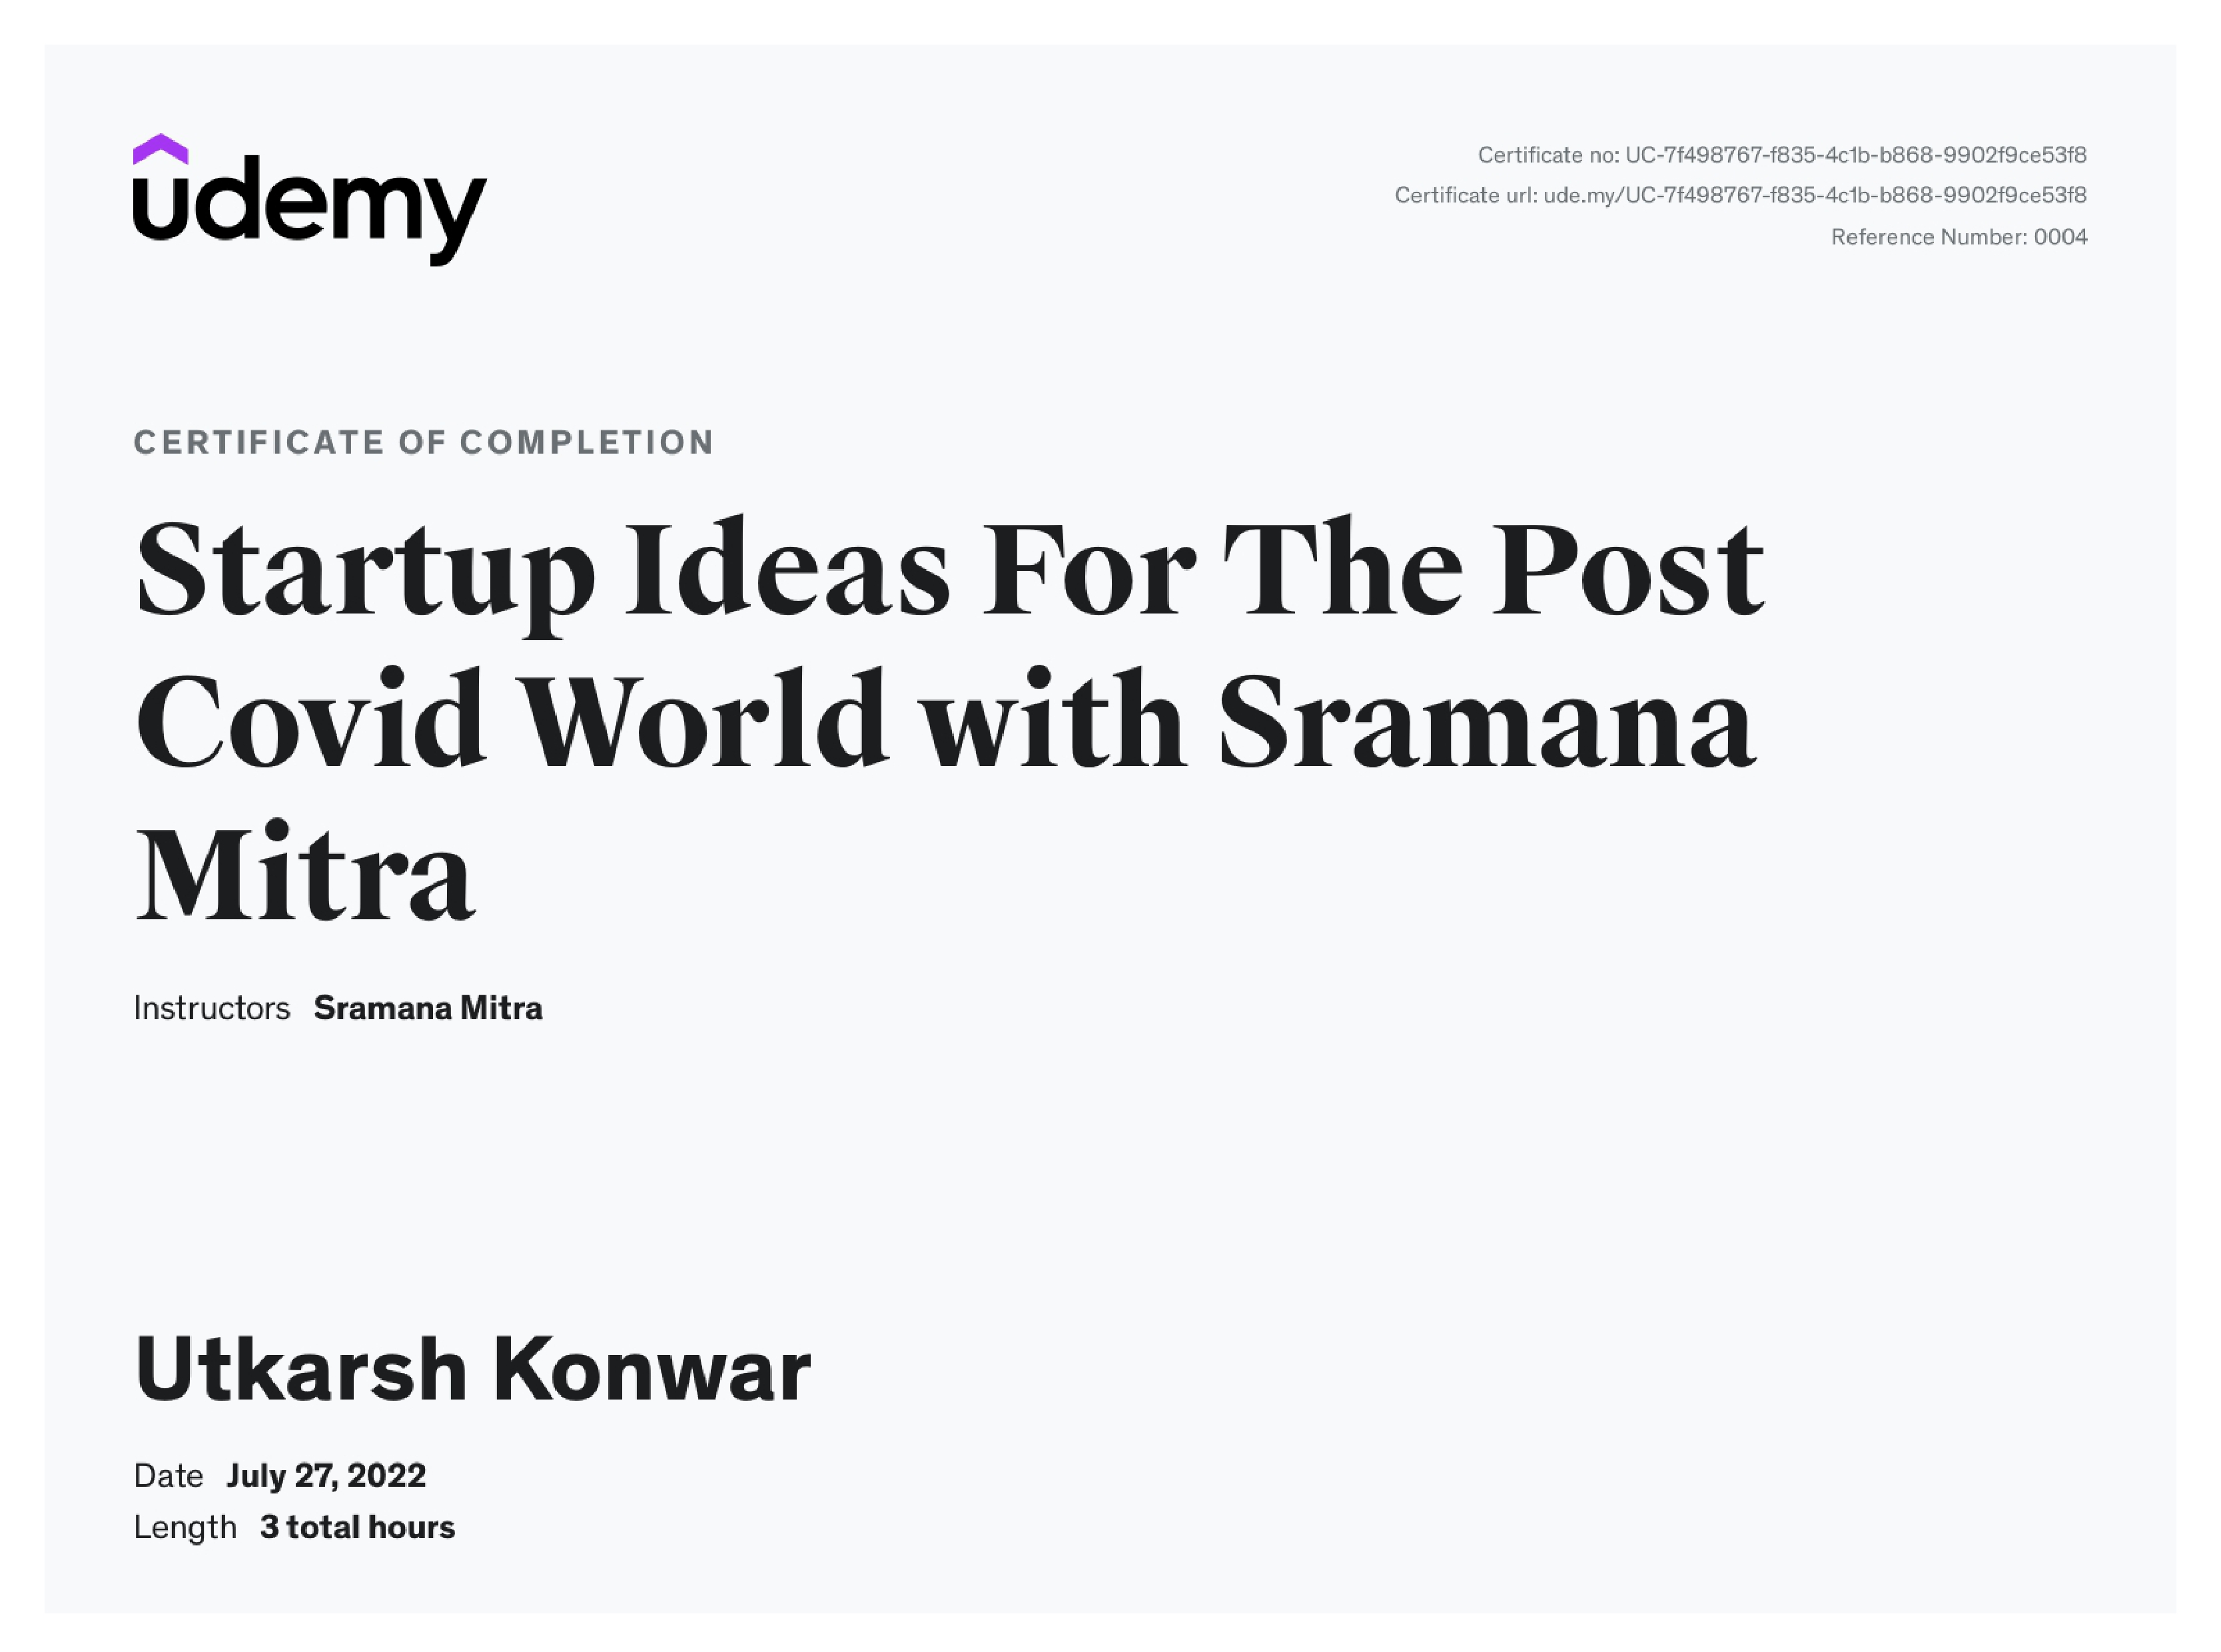 udemy
Certificate no: UC-7f498767-f835-4c1b-b868-9902f9ce53f8
Certificate url: ude.my/UC-7f498767-f835-4c1b-b868-9902f9ce53f8
Reference Number: 0004
CERTIFICATE OF COMPLETION
Startup Ideas For The Post
Covid World with Sramana
Mitra
Instructors Sramana Mitra
Utkarsh Konwar
Date July 27, 2022
Length 3 total hours